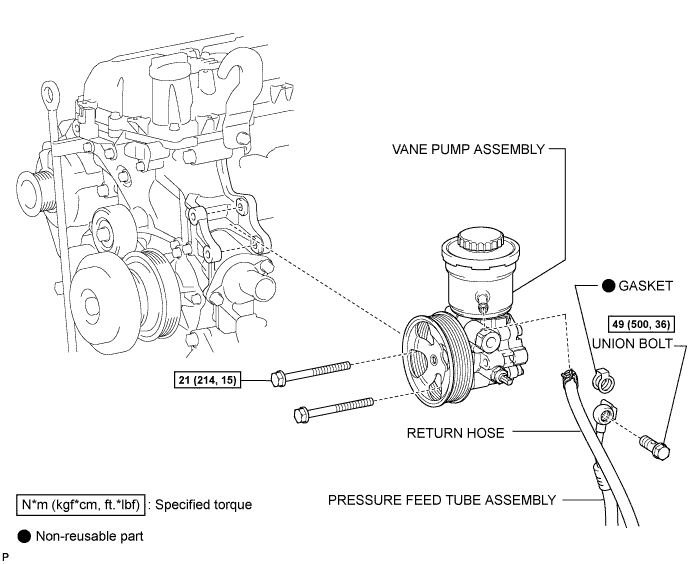 VANE PUMP ASSEMBLY
GASKET
49 (500, 36)
UNION BOLT
21 (214, 15)
RETURN HOSE
PRESSURE FEED TUBE ASSEMBLY
N*m (kgf*cm, ft.*lbf) : Specified torque
Non-reusable part
P